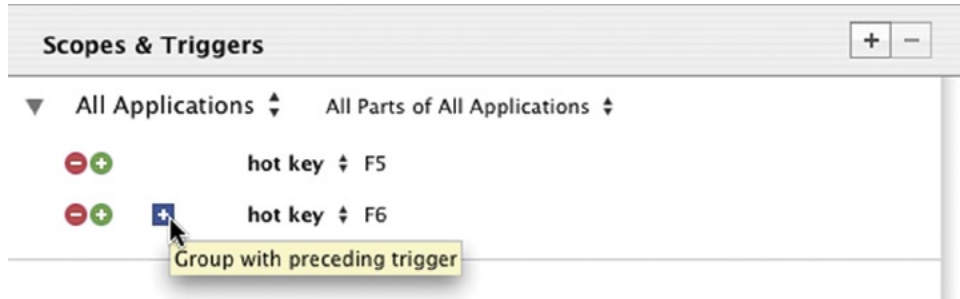 Scopes & Triggers
All Applications All Parts of All Applications
hot key F5
hot key F6
Group with preceding trigger